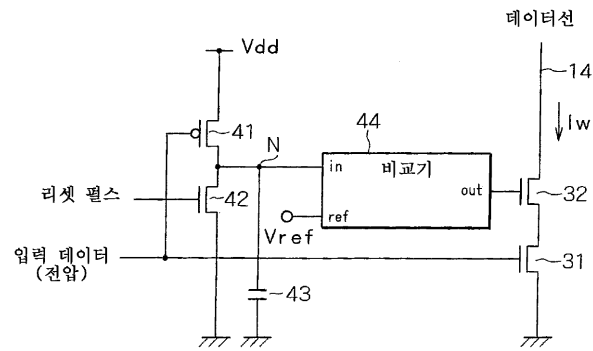 데이터선
Vdd
14
Iw
41
N
44
in
비교기
out
ref
Vref
리셋 펄스
42
32
입력 데이터
(전압)
31
43